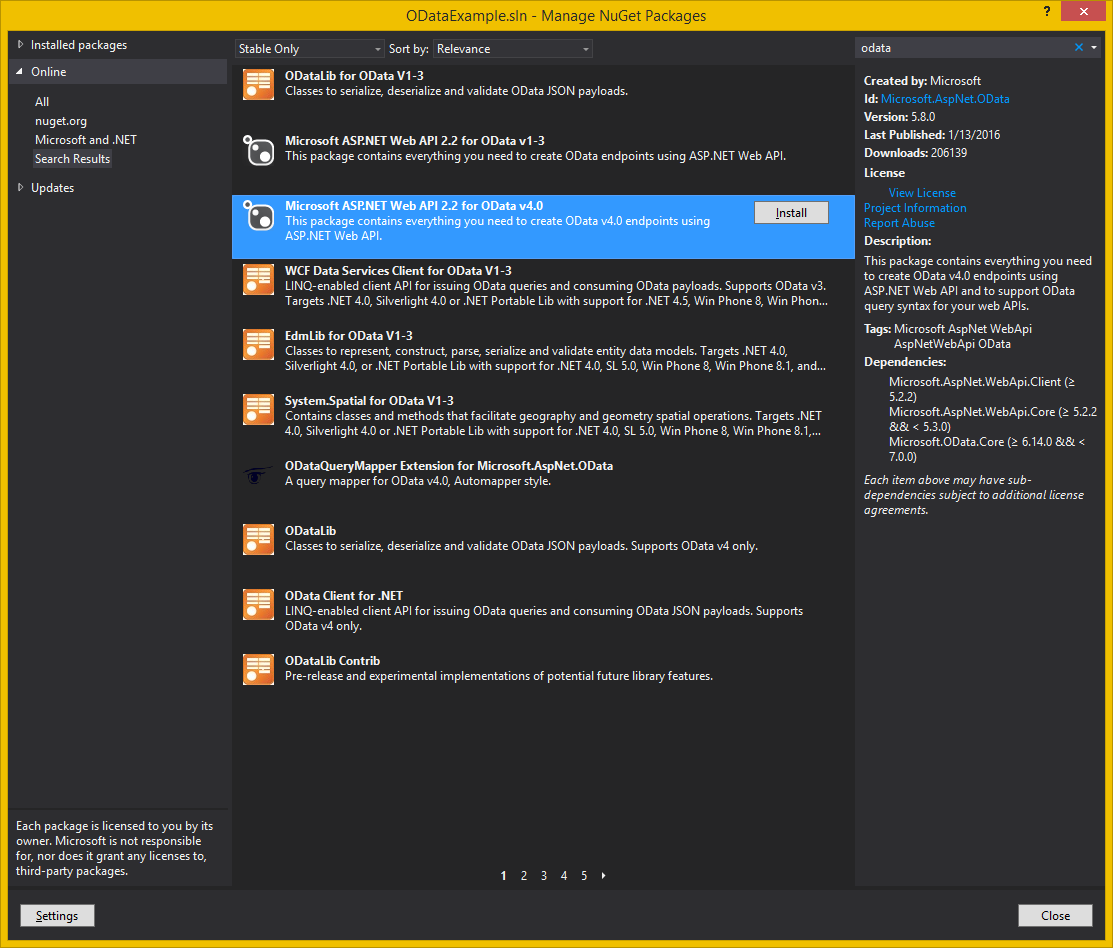 ODataExample.sln - Manage NuGet Packages
?
Installed packages
Online
All
nuget.org
Microsoft and .NET
Search Results
Updates
Each package is licensed to you by its
owner. Microsoft is not responsible
for, nor does it grant any licenses to,
third-party packages.
Settings
Stable Only
Sort by:
Relevance
ODataLib for OData V1-3
Classes to serialize, deserialize and validate OData JSON payloads.
Microsoft ASP.NET Web API 2.2 for OData v1-3
This package contains everything you need to create OData endpoints using ASP.NET Web API.
Microsoft ASP.NET Web API 2.2 for OData v4.0
This package contains everything you need to create OData v4.0 endpoints using
ASP.NET Web API.
Install
WCF Data Services Client for OData V1-3
LINQ-enabled client API for issuing OData queries and consuming OData payloads. Supports OData v3.
Targets .NET 4.0, Silverlight 4.0 or .NET Portable Lib with support for .NET 4.5, Win Phone 8, Win Phon...
EdmLib for OData V1-3
Classes to represent, construct, parse, serialize and validate entity data models. Targets .NET 4.0,
Silverlight 4.0, or .NET Portable Lib with support for .NET 4.0, SL 5.0, Win Phone 8, Win Phone 8.1, and...
System.Spatial for OData V1-3
Contains classes and methods that facilitate geography and geometry spatial operations. Targets .NET
4.0, Silverlight 4.0 or .NET Portable Lib with support for .NET 4.0, SL 5.0, Win Phone 8, Win Phone 8.1,...
ODataQueryMapper Extension for Microsoft.AspNet.OData
A query mapper for OData v4.0, Automapper style.
ODataLib
Classes to serialize, deserialize and validate OData JSON payloads. Supports OData v4 only.
OData Client for .NET
LINQ-enabled client API for issuing OData queries and consuming OData JSON payloads. Supports
OData v4 only.
ODataLib Contrib
Pre-release and experimental implementations of potential future library features.
1 2 3 4 5
odata
Created by: Microsoft
Id: Microsoft.AspNet.OData
Version: 5.8.0
Last Published: 1/13/2016
Downloads: 206139
License
View License
Project Information
Report Abuse
Description:
This package contains everything you need
to create OData v4.0 endpoints using
ASP.NET Web API and to support OData
query syntax for your web APIs.
Tags: Microsoft AspNet WebApi
AspNetWebApi OData
Dependencies:
Microsoft.AspNet.WebApi.Client (≥
5.2.2)
Microsoft.AspNet.WebApi.Core (≥ 5.2.2
&& < 5.3.0)
Microsoft.OData.Core (≥ 6.14.0 && <
7.0.0)
Each item above may have sub-
dependencies subject to additional license
agreements.
Close